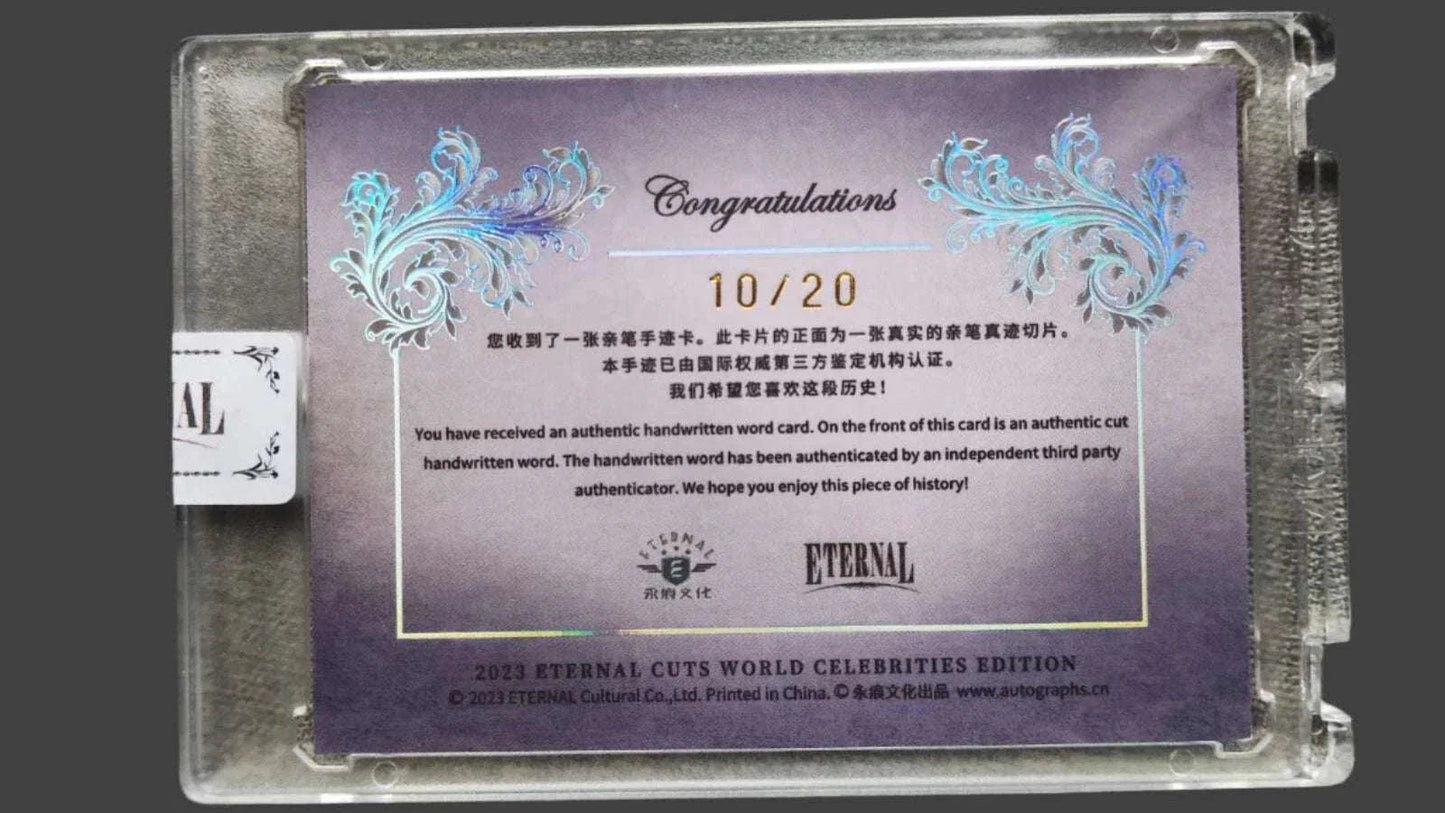 Congratulations
10/20
您收到了一张亲笔手迹卡。此卡片的正面为一张真实的亲笔真迹切片。
本手迹已由国际权威第三方鉴定机构认证。
我们希望您喜欢这段历史!
You have received an authentic handwritten word card. On the front of this card is an authentic cut
handwritten word. The handwritten word has been authenticated by an independent third party
authenticator. We hope you enjoy this piece of history!
AL
ETERNAL
E
永痕文化
ETERNAL
2023 ETERNAL CUTS WORLD CELEBRITIES EDITION
© 2023 ETERNAL Cultural Co.,Ltd. Printed in China. © 永痕文化出品 www.autographs.cn